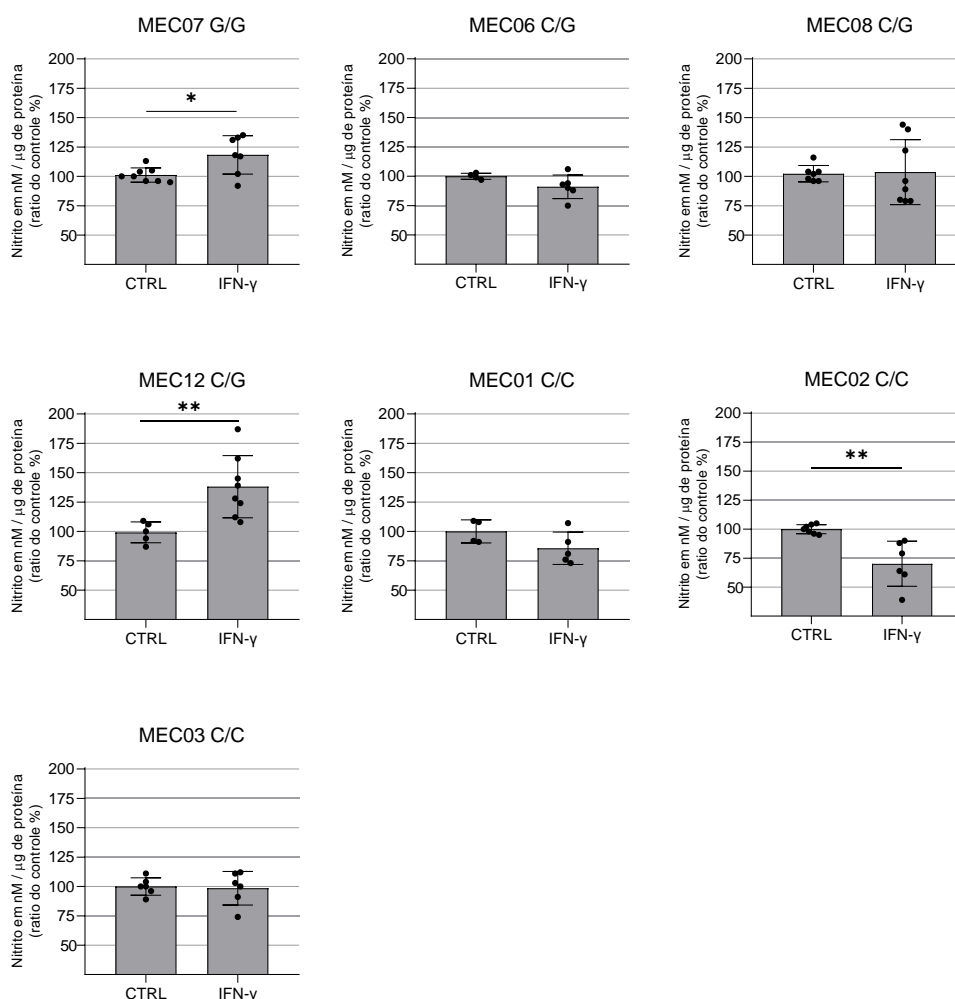 MEC07 G/G
Nitrito em nM / µg de proteína
(ratio do controle %)
200
175
150
125
100
75
50
*
CTRL
IFN-γ
MEC06 C/G
Nitrito em nM / µg de proteína
(ratio do controle %)
200
175
150
125
100
75
50
CTRL
IFN-γ
MEC08 C/G
Nitrito em nM / µg de proteína
(ratio do controle %)
200
175
150
125
100
75
50
CTRL
IFN-γ
MEC12 C/G
Nitrito em nM / µg de proteína
(ratio do controle %)
200
175
150
125
100
75
50
**
CTRL
IFN-γ
MEC01 C/C
Nitrito em nM / µg de proteína
(ratio do controle %)
200
175
150
125
100
75
50
CTRL
IFN-γ
MEC02 C/C
Nitrito em nM / µg de proteína
(ratio do controle %)
200
175
150
125
100
75
50
**
CTRL
IFN-γ
MEC03 C/C
Nitrito em nM / µg de proteína
(ratio do controle %)
200
175
150
125
100
75
50
CTRL
IFN-γ